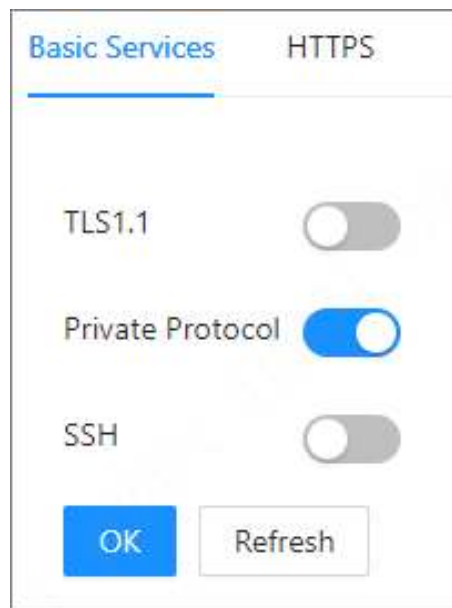 Basic Services HTTPS
TLS1.1
Private Protocol
SSH
OK Refresh